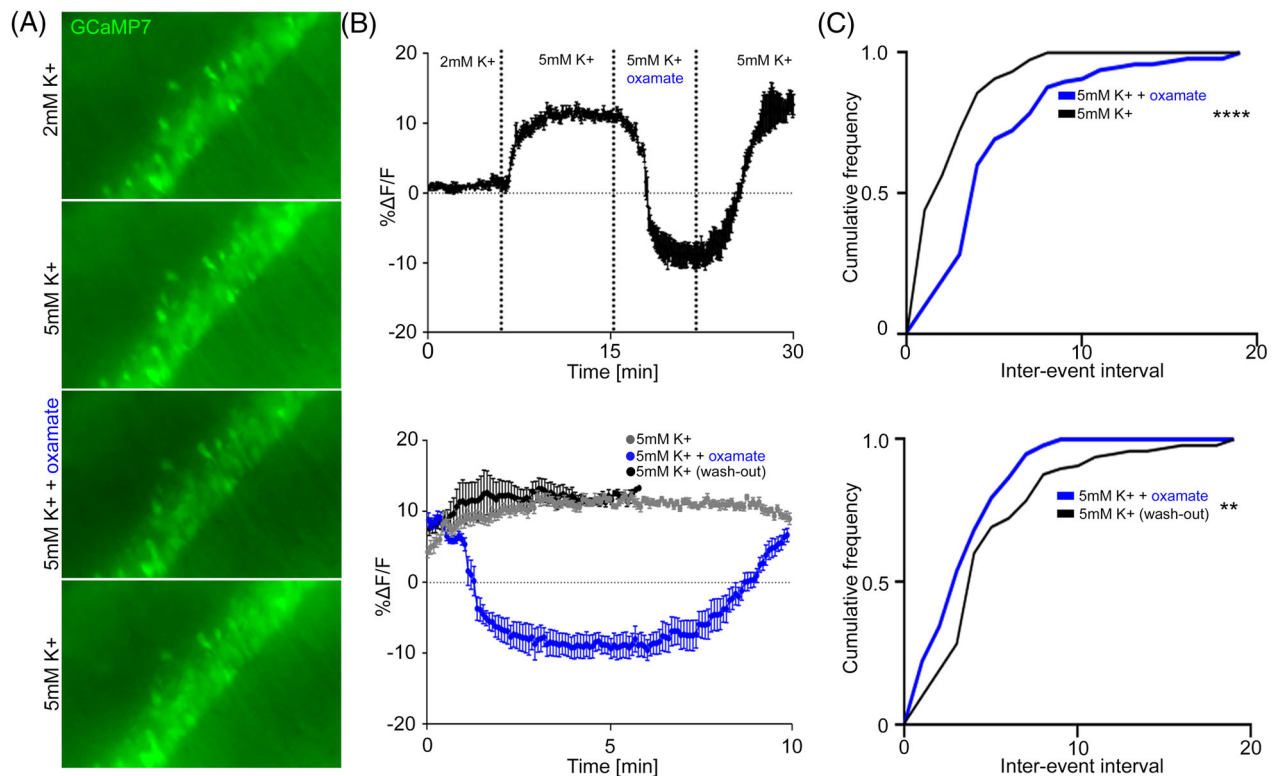 (A)
GCaMP7
2mM K+
5mM K+
5mM K+ + oxamate
5mM K+
(B)
20
10
0
-10
-20
%ΔF/F
2mM K+
5mM K+
5mM K+
oxamate
5mM K+
0
15
30
Time [min]
20
10
0
-10
-20
%ΔF/F
5mM K+
5mM K+ + oxamate
5mM K+ (wash-out)
0
5
10
Time [min]
(C)
1.0
0.5
0
Cumulative frequency
5mM K+ + oxamate
5mM K+
****
0
10
20
Inter-event interval
1.0
0.5
0
Cumulative frequency
5mM K+ + oxamate
5mM K+ (wash-out)
**
0
10
20
Inter-event interval